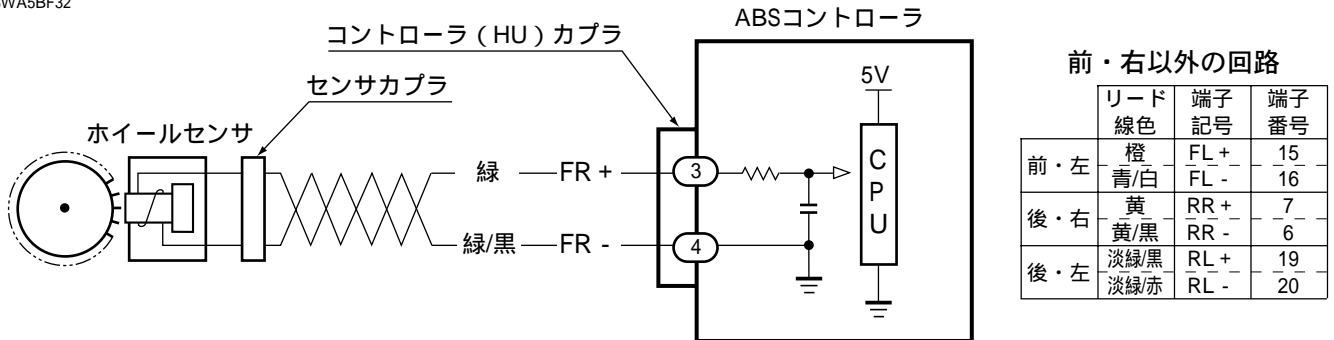 WA5BF32
ABSコントローラ
コントローラ（HU）カプラ
センサカプラ
ホイールセンサ
緑 FR +
緑/黒 FR -
3
4
5V
CPU
前・右以外の回路
リード線色 端子記号 端子番号
前・左 橙 FL + 15
青/白 FL - 16
後・右 黄 RR + 7
黄/黒 RR - 6
後・左 淡緑/黒 RL + 19
淡緑/赤 RL - 20